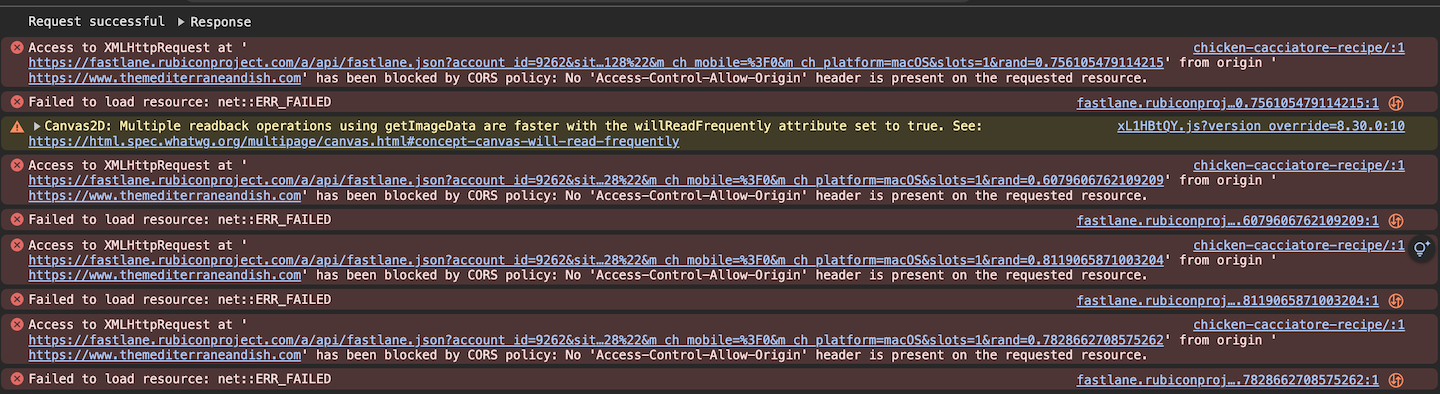 Request successful ▶ Response
Access to XMLHttpRequest at ' chicken-cacciatore-recipe/:1
https://fastlane.rubiconproject.com/a/api/fastlane.json?account_id=9262&sit…128%22&m_ch_mobile=%3F0&m_ch_platform=macOS&slots=1&rand=0.756105479114215' from origin '
https://www.themediterraneandish.com' has been blocked by CORS policy: No 'Access-Control-Allow-Origin' header is present on the requested resource.
Failed to load resource: net::ERR_FAILED fastlane.rubiconproj…0.756105479114215:1
▶ Canvas2D: Multiple readback operations using getImageData are faster with the willReadFrequently attribute set to true. See: xL1HBtQY.js?version_override=8.30.0:10
https://html.spec.whatwg.org/multipage/canvas.html#concept-canvas-will-read-frequently
Access to XMLHttpRequest at ' chicken-cacciatore-recipe/:1
https://fastlane.rubiconproject.com/a/api/fastlane.json?account_id=9262&sit…28%22&m_ch_mobile=%3F0&m_ch_platform=macOS&slots=1&rand=0.6079606762109209' from origin '
https://www.themediterraneandish.com' has been blocked by CORS policy: No 'Access-Control-Allow-Origin' header is present on the requested resource.
Failed to load resource: net::ERR_FAILED fastlane.rubiconproj….6079606762109209:1
Access to XMLHttpRequest at ' chicken-cacciatore-recipe/:1
https://fastlane.rubiconproject.com/a/api/fastlane.json?account_id=9262&sit…28%22&m_ch_mobile=%3F0&m_ch_platform=macOS&slots=1&rand=0.8119065871003204' from origin '
https://www.themediterraneandish.com' has been blocked by CORS policy: No 'Access-Control-Allow-Origin' header is present on the requested resource.
Failed to load resource: net::ERR_FAILED fastlane.rubiconproj….8119065871003204:1
Access to XMLHttpRequest at ' chicken-cacciatore-recipe/:1
https://fastlane.rubiconproject.com/a/api/fastlane.json?account_id=9262&sit…28%22&m_ch_mobile=%3F0&m_ch_platform=macOS&slots=1&rand=0.7828662708575262' from origin '
https://www.themediterraneandish.com' has been blocked by CORS policy: No 'Access-Control-Allow-Origin' header is present on the requested resource.
Failed to load resource: net::ERR_FAILED fastlane.rubiconproj….7828662708575262:1